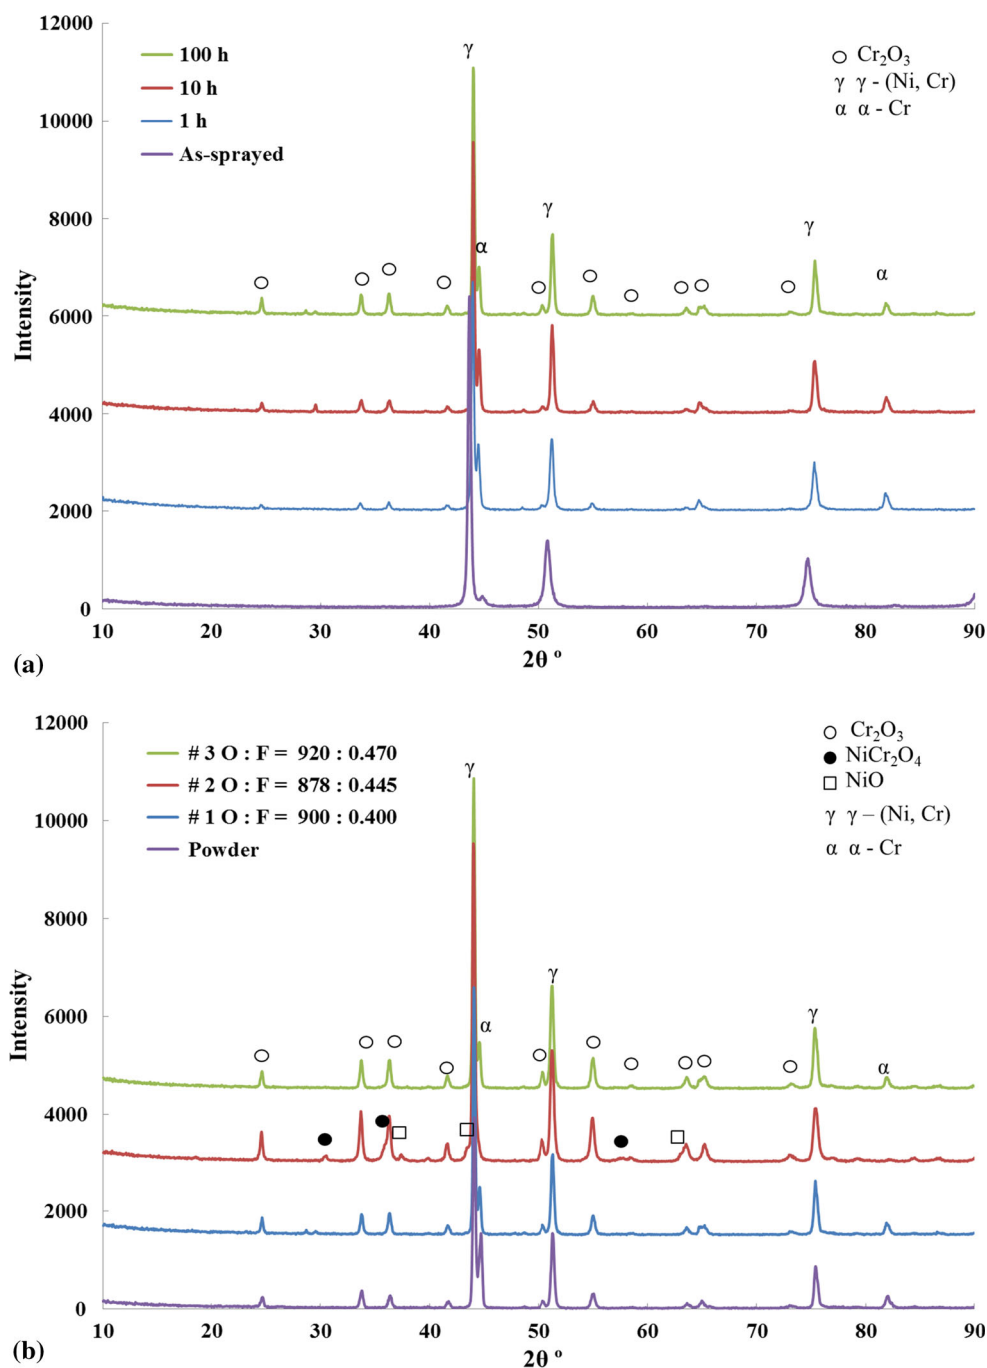 12000
10000
8000
6000
4000
2000
0
Intensity
100 h
10 h
1 h
As-sprayed
Cr₂O₃
γ γ - (Ni, Cr)
α α - Cr
γ
α
γ
γ
α
10 20 30 40 50 60 70 80 90
2θ °
(a)
12000
10000
8000
6000
4000
2000
0
Intensity
# 3 O : F = 920 : 0.470
# 2 O : F = 878 : 0.445
# 1 O : F = 900 : 0.400
Powder
Cr₂O₃
NiCr₂O₄
NiO
γ γ – (Ni, Cr)
α α - Cr
γ
α
γ
γ
α
10 20 30 40 50 60 70 80 90
2θ °
(b)